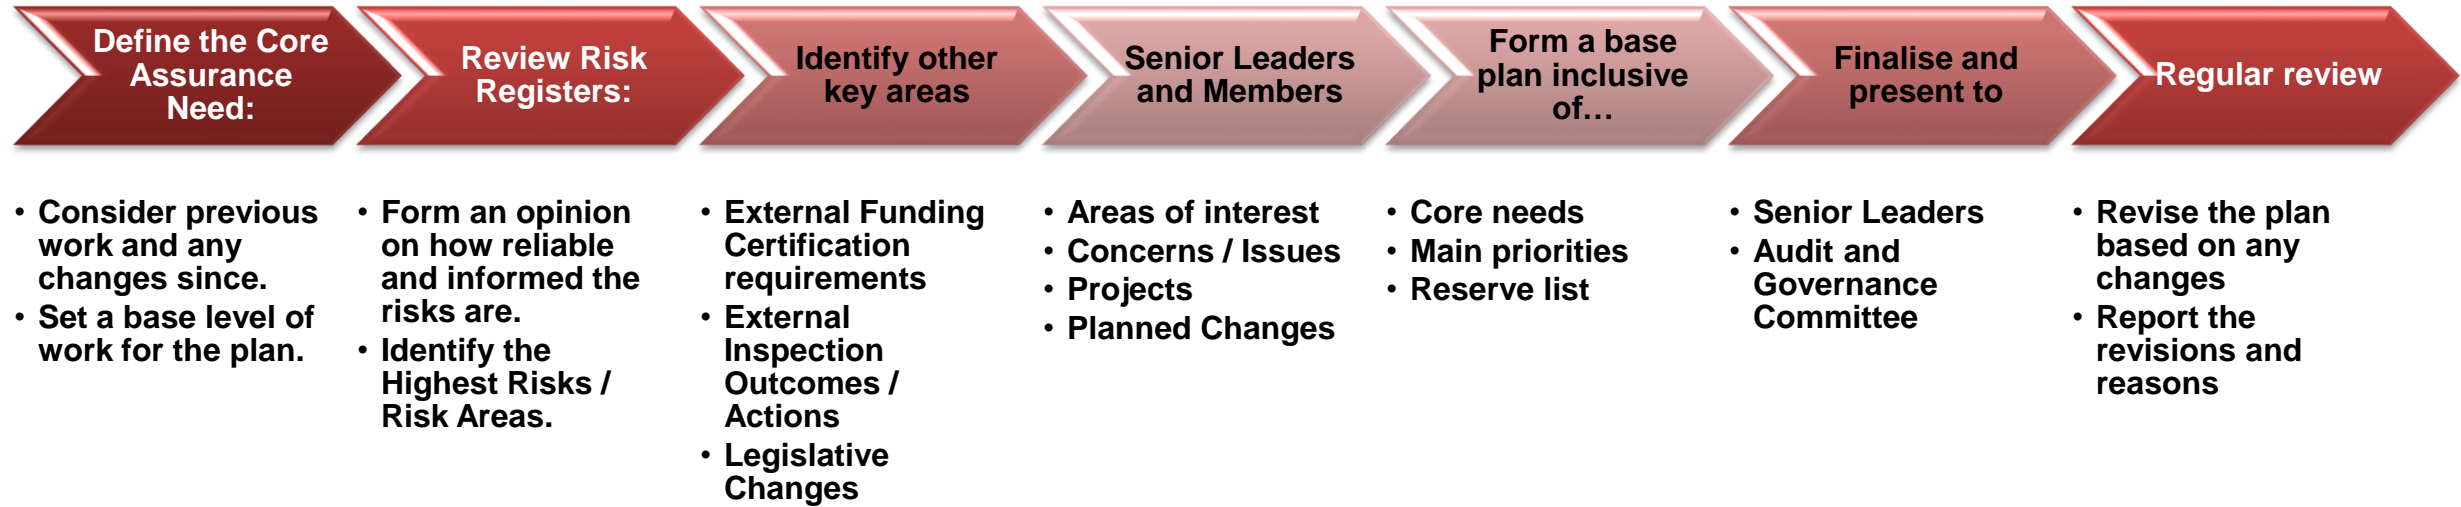 Define the Core
Assurance
Need:
Review Risk
Registers:
Identify other
key areas
Senior Leaders
and Members
Form a base
plan inclusive
of…
Finalise and
present to
Regular review
• Consider previous
work and any
changes since.
• Set a base level of
work for the plan.
• Form an opinion
on how reliable
and informed the
risks are.
• Identify the
Highest Risks /
Risk Areas.
• External Funding
Certification
requirements
• External
Inspection
Outcomes /
Actions
• Legislative
Changes
• Areas of interest
• Concerns / Issues
• Projects
• Planned Changes
• Core needs
• Main priorities
• Reserve list
• Senior Leaders
• Audit and
Governance
Committee
• Revise the plan
based on any
changes
• Report the
revisions and
reasons